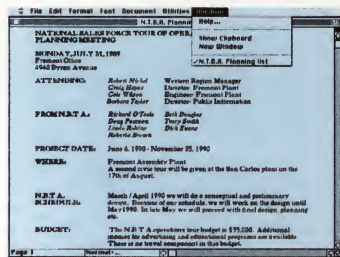 File Edit Format Font Document Utilities Window
N.T.B.R. Planning
Help...
Show Clipboard
New Window
✓N.T.B.R. Planning list
NATIONAL SALES FORCE TOUR OF OPERA
PLANNING MEETING
MONDAY, JULY 31, 1989
Fremont Office
4940 Byron Avenue
ATTENDING: Robert Nichol Western Region Manager
Craig Hayes Director Fremont Plant
Cole Wilson Engineer Fremont Plant
Barbara Taylor Director Public Information
FROM N.B.T A.: Richard O'Toole Beth Douglas
Doug Pearson Tracy Smith
Linda Robins Dick Evans
Roberta Brown
PROJECT DATE: June 6, 1990 - November 25, 1990
WHERE: Fremont Assembly Plant
A second civic tour will be given at the San Carlos plant on the
17th of August.
N.B.T A. March / April 1990 we will do a conceptual and preliminary
SCHEDULE: design. Because of our schedule, we will work on the design until
May 1990. In late May we will proceed with final design, planning
etc.
BUDGET: The N.B.T A operations tour budget is $95,000. Additional
monies for advertising and educational programs are available
There is no travel component in this budget.
Page 1 Normal+...